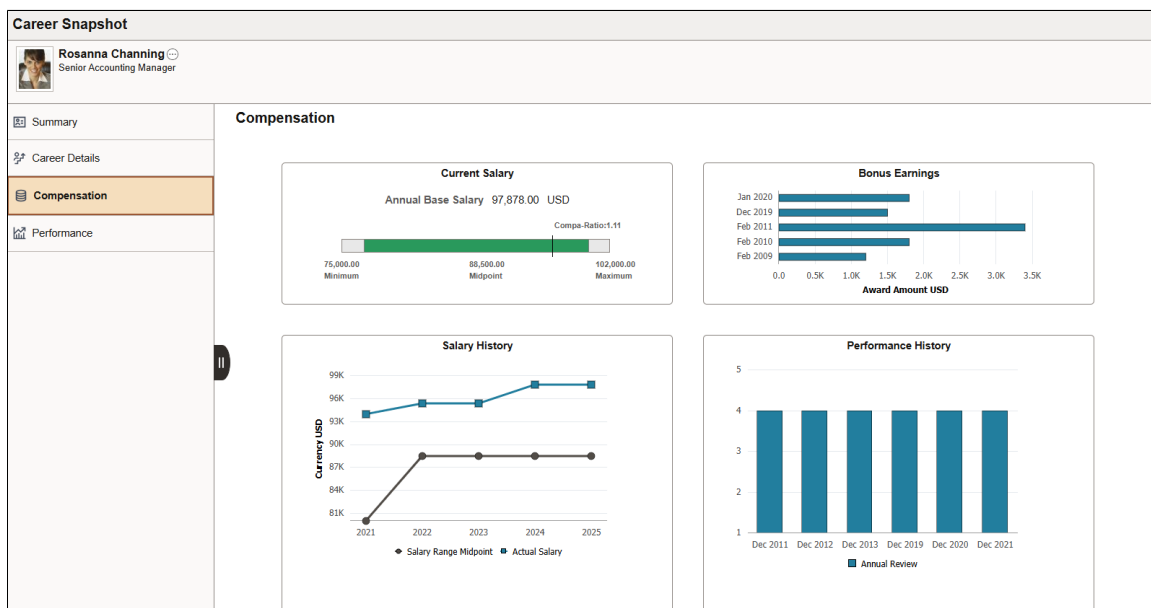 Career Snapshot
Rosanna Channing
Senior Accounting Manager
Summary
Career Details
Compensation
Performance
Compensation
Current Salary
Annual Base Salary 97,878.00 USD
Compa-Ratio:1.11
75,000.00 88,500.00 102,000.00
Minimum Midpoint Maximum
Bonus Earnings
Jan 2020
Dec 2019
Feb 2011
Feb 2010
Feb 2009
0.0 0.5K 1.0K 1.5K 2.0K 2.5K 3.0K 3.5K
Award Amount USD
Salary History
Currency USD
99K
96K
93K
90K
87K
84K
81K
2021 2022 2023 2024 2025
Salary Range Midpoint Actual Salary
Performance History
5
4
3
2
1
Dec 2011 Dec 2012 Dec 2013 Dec 2019 Dec 2020 Dec 2021
Annual Review